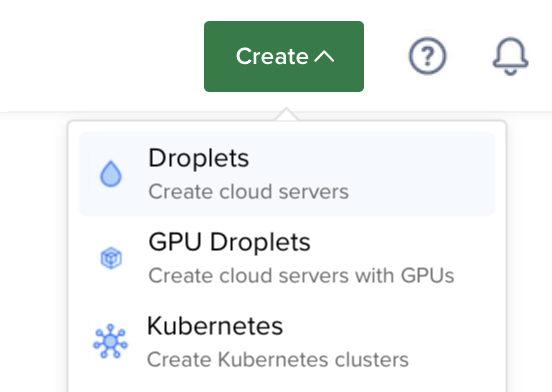 Create
Droplets
Create cloud servers
GPU Droplets
Create cloud servers with GPUs
Kubernetes
Create Kubernetes clusters